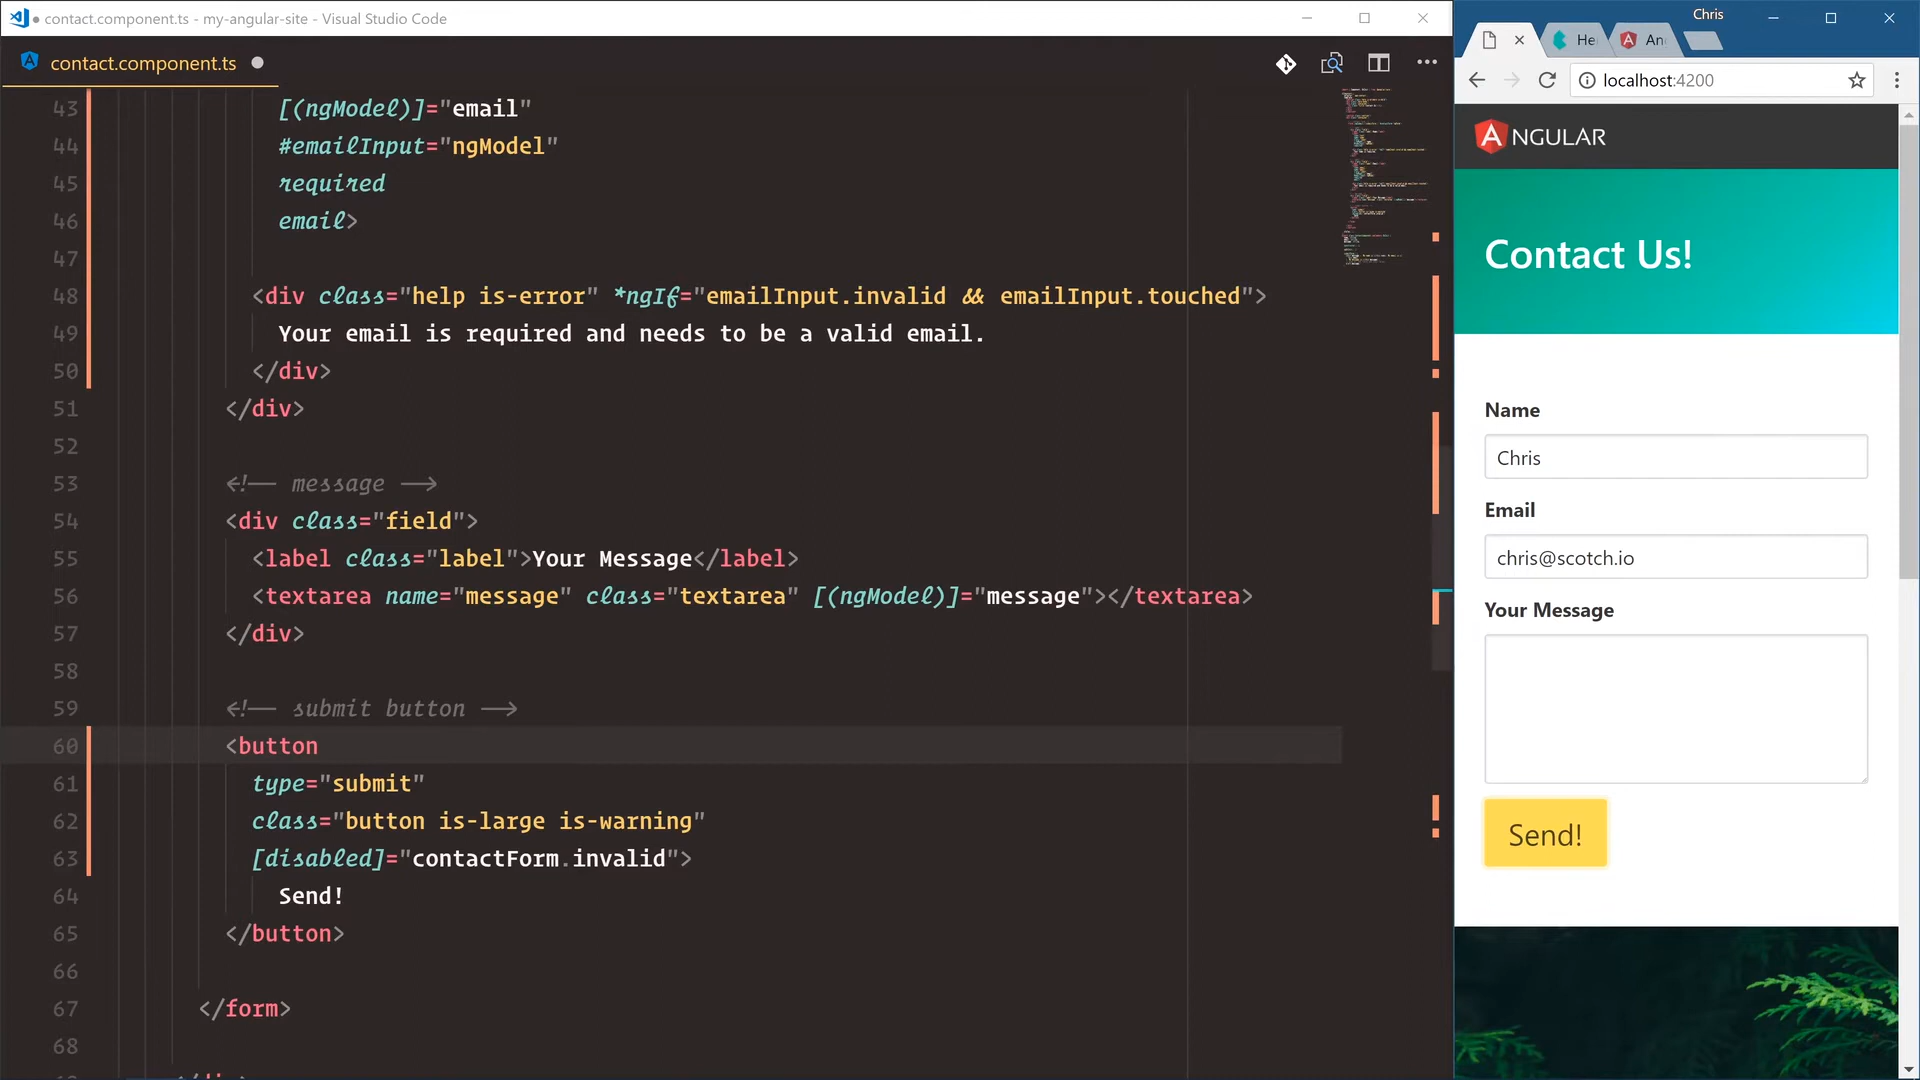 contact.component.ts - my-angular-site - Visual Studio Code
contact.component.ts
43 [(ngModel)]="email"
44 #emailInput="ngModel"
45 required
46 email>
47
48 <div class="help is-error" *ngIf="emailInput.invalid && emailInput.touched">
49 Your email is required and needs to be a valid email.
50 </div>
51 </div>
52
53 <!-- message -->
54 <div class="field">
55 <label class="label">Your Message</label>
56 <textarea name="message" class="textarea" [(ngModel)]="message"></textarea>
57 </div>
58
59 <!-- submit button -->
60 <button
61 type="submit"
62 class="button is-large is-warning"
63 [disabled]="contactForm.invalid">
64 Send!
65 </button>
66
67 </form>
68
Chris
He
An
localhost:4200
ANGULAR
Contact Us!
Name
Chris
Email
chris@scotch.io
Your Message
Send!